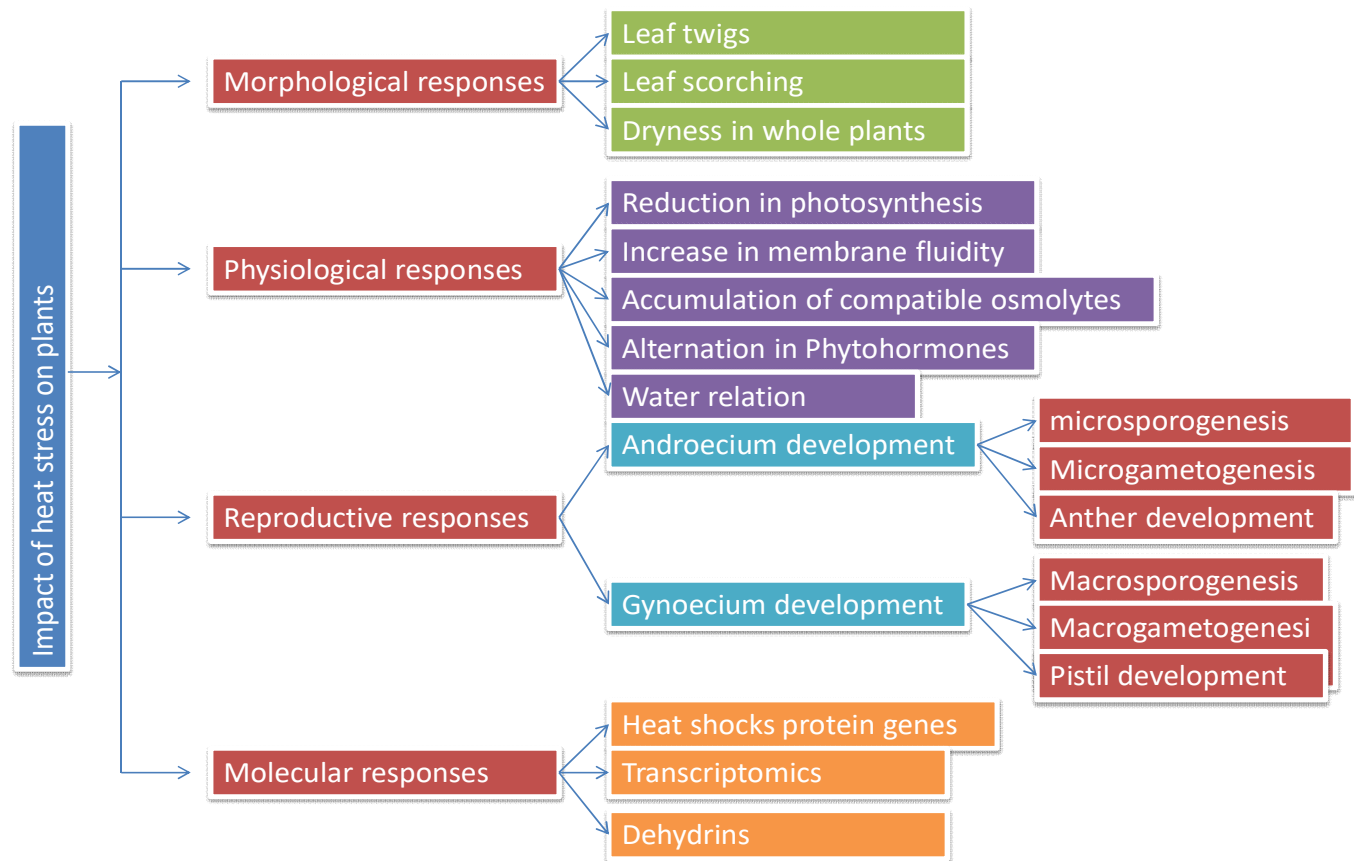 Impact of heat stress on plants
Morphological responses
Leaf twigs
Leaf scorching
Dryness in whole plants
Physiological responses
Reduction in photosynthesis
Increase in membrane fluidity
Accumulation of compatible osmolytes
Alternation in Phytohormones
Water relation
Reproductive responses
Androecium development
microsporogenesis
Microgametogenesis
Anther development
Gynoecium development
Macrosporogenesis
Macrogametogenesi
Pistil development
Molecular responses
Heat shocks protein genes
Transcriptomics
Dehydrins